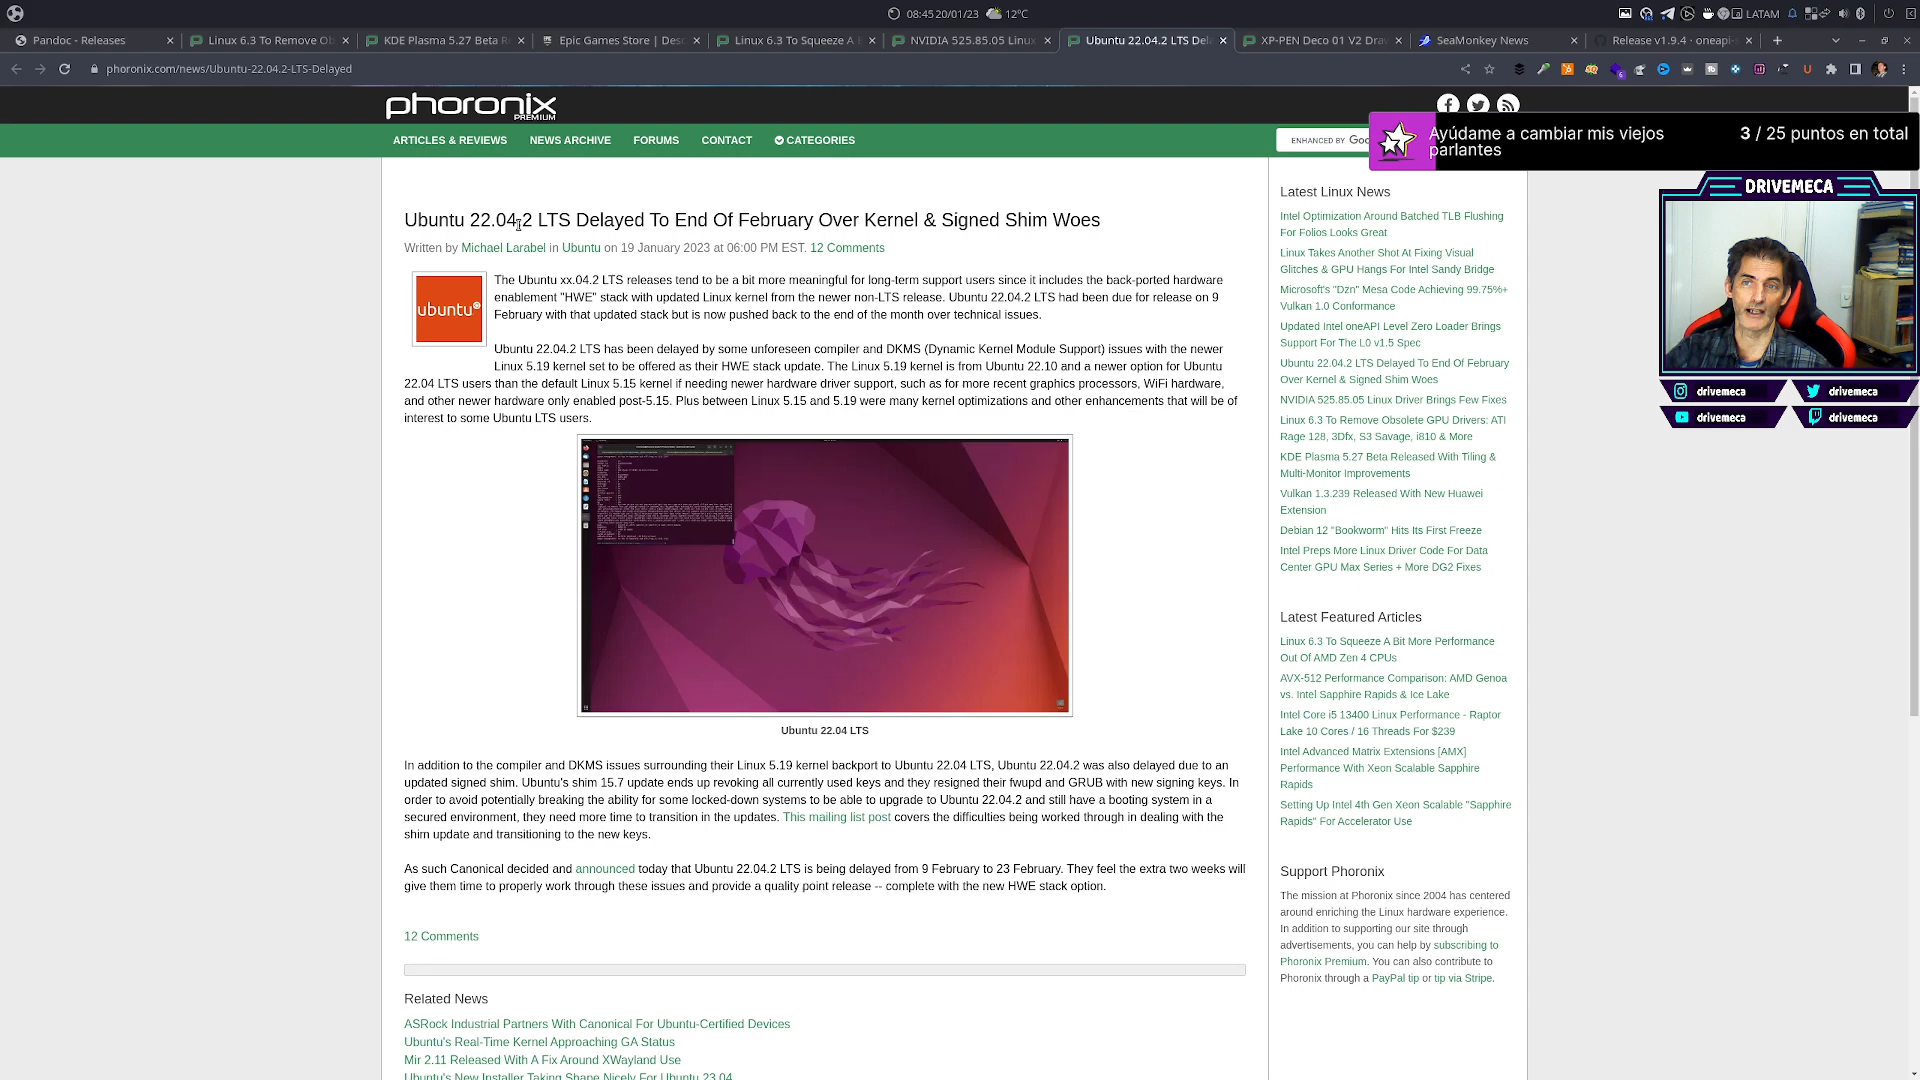 08:45 20/01/23 12°C LATAM
Pandoc - Releases
Linux 6.3 To Remove Ob
KDE Plasma 5.27 Beta R
Epic Games Store | Desc
Linux 6.3 To Squeeze A B
NVIDIA 525.85.05 Linux
Ubuntu 22.04.2 LTS Del
XP-PEN Deco 01 V2 Draw
SeaMonkey News
Release v1.9.4 · oneapi-
phoronix.com/news/Ubuntu-22.04.2-LTS-Delayed
phoronix
PREMIUM
ARTICLES & REVIEWS NEWS ARCHIVE FORUMS CONTACT CATEGORIES
ENHANCED BY Goo
Ayúdame a cambiar mis viejos
parlantes
3 / 25 puntos en total
DRIVEMECA
drivemeca
drivemeca
drivemeca
drivemeca
Ubuntu 22.04.2 LTS Delayed To End Of February Over Kernel & Signed Shim Woes
Written by Michael Larabel in Ubuntu on 19 January 2023 at 06:00 PM EST. 12 Comments
ubuntu
The Ubuntu xx.04.2 LTS releases tend to be a bit more meaningful for long-term support users since it includes the back-ported hardware
enablement "HWE" stack with updated Linux kernel from the newer non-LTS release. Ubuntu 22.04.2 LTS had been due for release on 9
February with that updated stack but is now pushed back to the end of the month over technical issues.
Ubuntu 22.04.2 LTS has been delayed by some unforeseen compiler and DKMS (Dynamic Kernel Module Support) issues with the newer
Linux 5.19 kernel set to be offered as their HWE stack update. The Linux 5.19 kernel is from Ubuntu 22.10 and a newer option for Ubuntu
22.04 LTS users than the default Linux 5.15 kernel if needing newer hardware driver support, such as for more recent graphics processors, WiFi hardware,
and other newer hardware only enabled post-5.15. Plus between Linux 5.15 and 5.19 were many kernel optimizations and other enhancements that will be of
interest to some Ubuntu LTS users.
Ubuntu 22.04 LTS
In addition to the compiler and DKMS issues surrounding their Linux 5.19 kernel backport to Ubuntu 22.04 LTS, Ubuntu 22.04.2 was also delayed due to an
updated signed shim. Ubuntu's shim 15.7 update ends up revoking all currently used keys and they resigned their fwupd and GRUB with new signing keys. In
order to avoid potentially breaking the ability for some locked-down systems to be able to upgrade to Ubuntu 22.04.2 and still have a booting system in a
secured environment, they need more time to transition in the updates. This mailing list post covers the difficulties being worked through in dealing with the
shim update and transitioning to the new keys.
As such Canonical decided and announced today that Ubuntu 22.04.2 LTS is being delayed from 9 February to 23 February. They feel the extra two weeks will
give them time to properly work through these issues and provide a quality point release -- complete with the new HWE stack option.
12 Comments
Related News
ASRock Industrial Partners With Canonical For Ubuntu-Certified Devices
Ubuntu's Real-Time Kernel Approaching GA Status
Mir 2.11 Released With A Fix Around XWayland Use
Ubuntu's New Installer Taking Shape Nicely For Ubuntu 23.04
Latest Linux News
Intel Optimization Around Batched TLB Flushing
For Folios Looks Great
Linux Takes Another Shot At Fixing Visual
Glitches & GPU Hangs For Intel Sandy Bridge
Microsoft's "Dzn" Mesa Code Achieving 99.75%+
Vulkan 1.0 Conformance
Updated Intel oneAPI Level Zero Loader Brings
Support For The L0 v1.5 Spec
Ubuntu 22.04.2 LTS Delayed To End Of February
Over Kernel & Signed Shim Woes
NVIDIA 525.85.05 Linux Driver Brings Few Fixes
Linux 6.3 To Remove Obsolete GPU Drivers: ATI
Rage 128, 3Dfx, S3 Savage, i810 & More
KDE Plasma 5.27 Beta Released With Tiling &
Multi-Monitor Improvements
Vulkan 1.3.239 Released With New Huawei
Extension
Debian 12 "Bookworm" Hits Its First Freeze
Intel Preps More Linux Driver Code For Data
Center GPU Max Series + More DG2 Fixes
Latest Featured Articles
Linux 6.3 To Squeeze A Bit More Performance
Out Of AMD Zen 4 CPUs
AVX-512 Performance Comparison: AMD Genoa
vs. Intel Sapphire Rapids & Ice Lake
Intel Core i5 13400 Linux Performance - Raptor
Lake 10 Cores / 16 Threads For $239
Intel Advanced Matrix Extensions [AMX]
Performance With Xeon Scalable Sapphire
Rapids
Setting Up Intel 4th Gen Xeon Scalable "Sapphire
Rapids" For Accelerator Use
Support Phoronix
The mission at Phoronix since 2004 has centered
around enriching the Linux hardware experience.
In addition to supporting our site through
advertisements, you can help by subscribing to
Phoronix Premium. You can also contribute to
Phoronix through a PayPal tip or tip via Stripe.